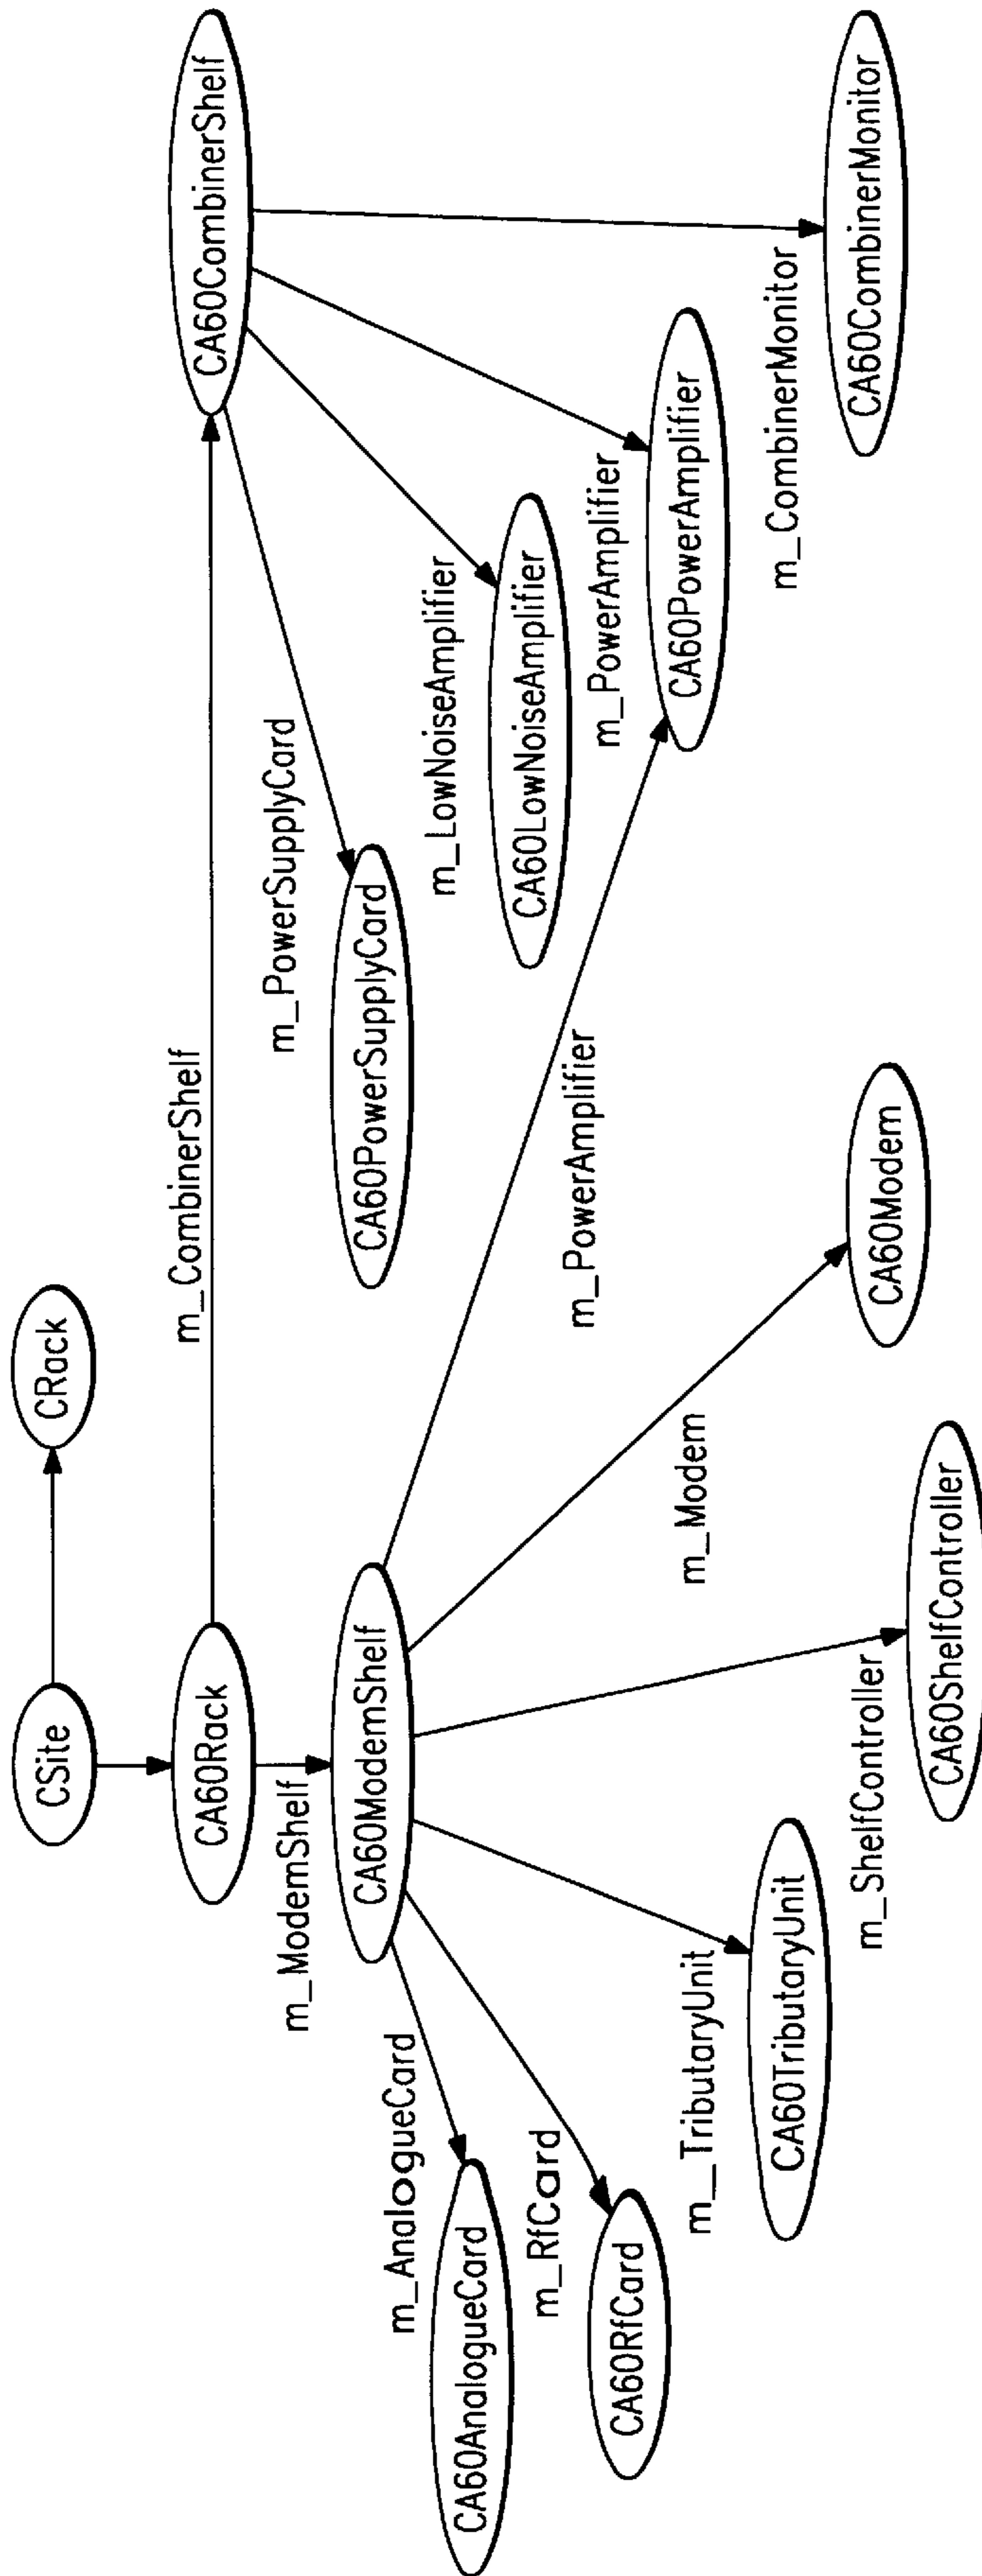 CSite
CRack
CA60Rack
m_CombinerShelf
CA60CombinerShelf
m_ModemShelf
CA60ModemShelf
m_PowerSupplyCard
CA60PowerSupplyCard
m_AnalogueCard
CA60AnalogueCard
m_LowNoiseAmplifier
CA60LowNoiseAmplifier
m_RfCard
CA60RfCard
m_PowerAmplifier
m_PowerAmplifier
CA60PowerAmplifier
m_TributaryUnit
CA60TributaryUnit
m_Modem
CA60Modem
m_CombinerMonitor
CA60CombinerMonitor
m_ShelfController
CA60ShelfController